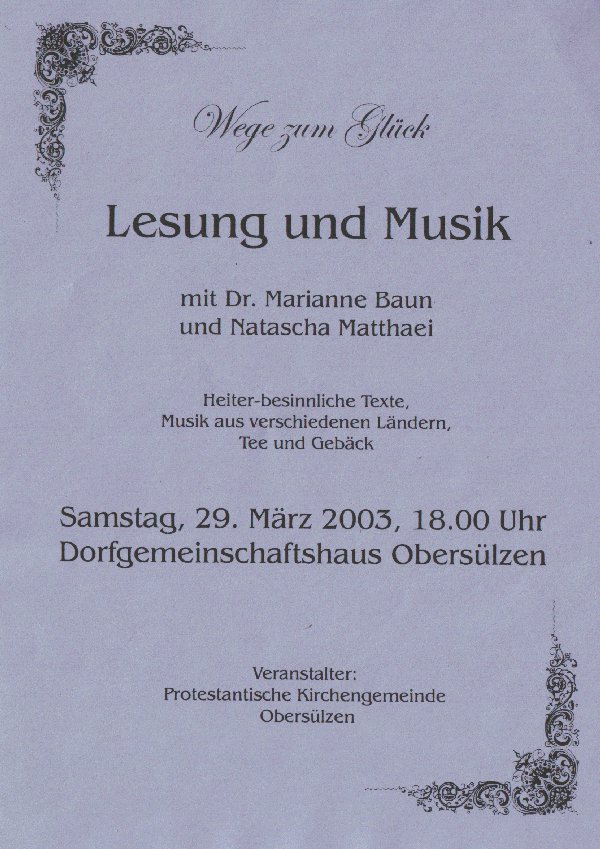 Wege zum Glück
Lesung und Musik
mit Dr. Marianne Baun
und Natascha Matthaei
Heiter-besinnliche Texte,
Musik aus verschiedenen Ländern,
Tee und Gebäck
Samstag, 29. März 2003, 18.00 Uhr
Dorfgemeinschaftshaus Obersülzen
Veranstalter:
Protestantische Kirchengemeinde
Obersülzen